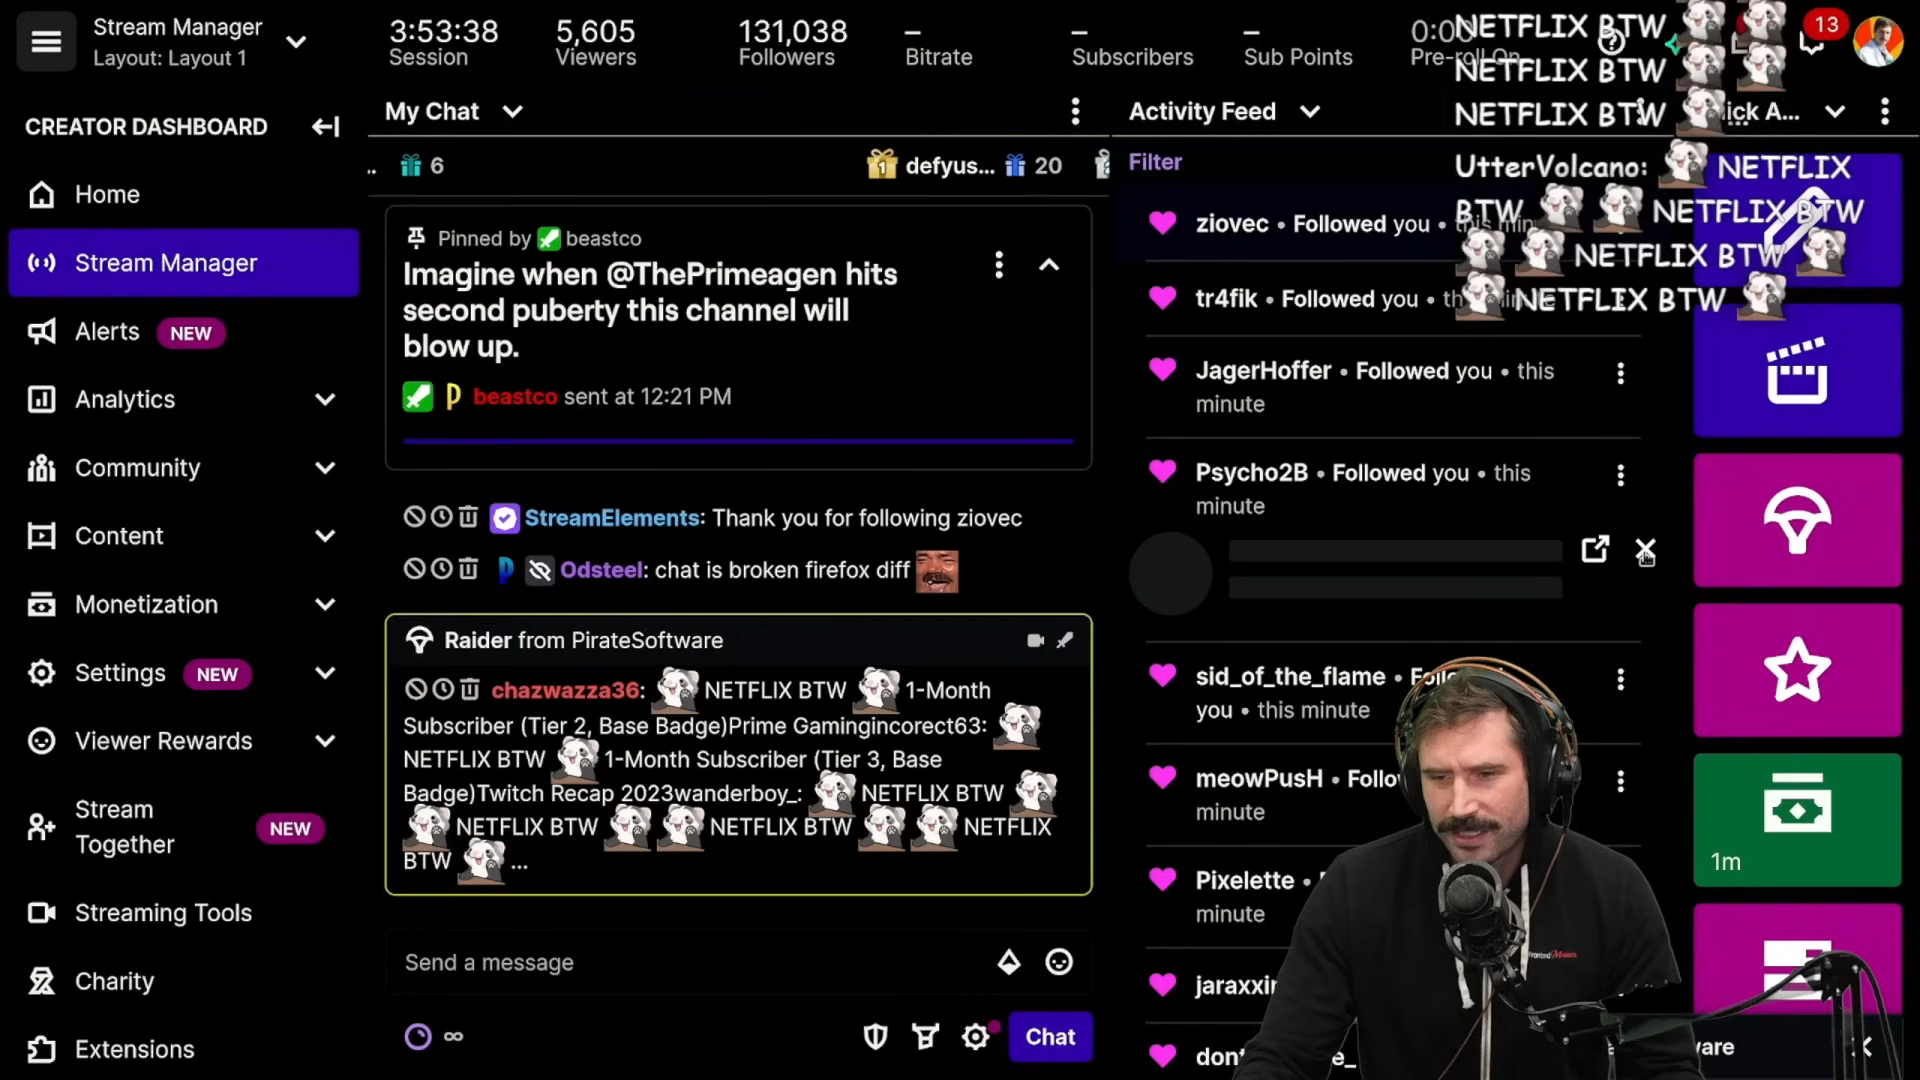 Stream Manager
Layout: Layout 1
3:53:38
Session
5,605
Viewers
131,038
Followers
–
Bitrate
–
Subscribers
–
Sub Points
0:00
Pre-roll On
13
NETFLIX BTW
NETFLIX BTW
NETFLIX BTW
UtterVolcano: NETFLIX
BTW NETFLIX BTW
NETFLIX BTW
NETFLIX BTW
CREATOR DASHBOARD
Home
Stream Manager
Alerts NEW
Analytics
Community
Content
Monetization
Settings NEW
Viewer Rewards
Stream
Together NEW
Streaming Tools
Charity
Extensions
My Chat
.. 6 1 defyus... 20
Pinned by beastco
Imagine when @ThePrimeagen hits
second puberty this channel will
blow up.
beastco sent at 12:21 PM
StreamElements: Thank you for following ziovec
Odsteel: chat is broken firefox diff
Raider from PirateSoftware
chazwazza36: NETFLIX BTW 1-Month
Subscriber (Tier 2, Base Badge)Prime Gamingincorect63:
NETFLIX BTW 1-Month Subscriber (Tier 3, Base
Badge)Twitch Recap 2023wanderboy_: NETFLIX BTW
NETFLIX BTW NETFLIX BTW NETFLIX
BTW ...
Send a message
∞
Chat
Activity Feed
Filter
ziovec • Followed you • this min
tr4fik • Followed you •
JagerHoffer • Followed you • this
minute
Psycho2B • Followed you • this
minute
sid_of_the_flame •
you • this minute
meowPusH •
minute
Pixelette •
minute
1m